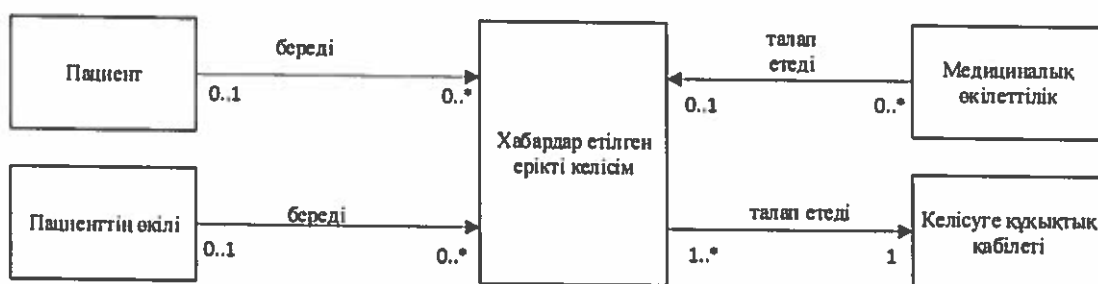 Пациент
береді
0..1
0..*
Хабардар етілген
ерікті келісім
талап
етеді
0..1
0..*
Медициналық
өкілеттілік
Пациенттің өкілі
береді
0..1
0..*
талап етеді
1..*
1
Келісуге құқықтық
қабілеті